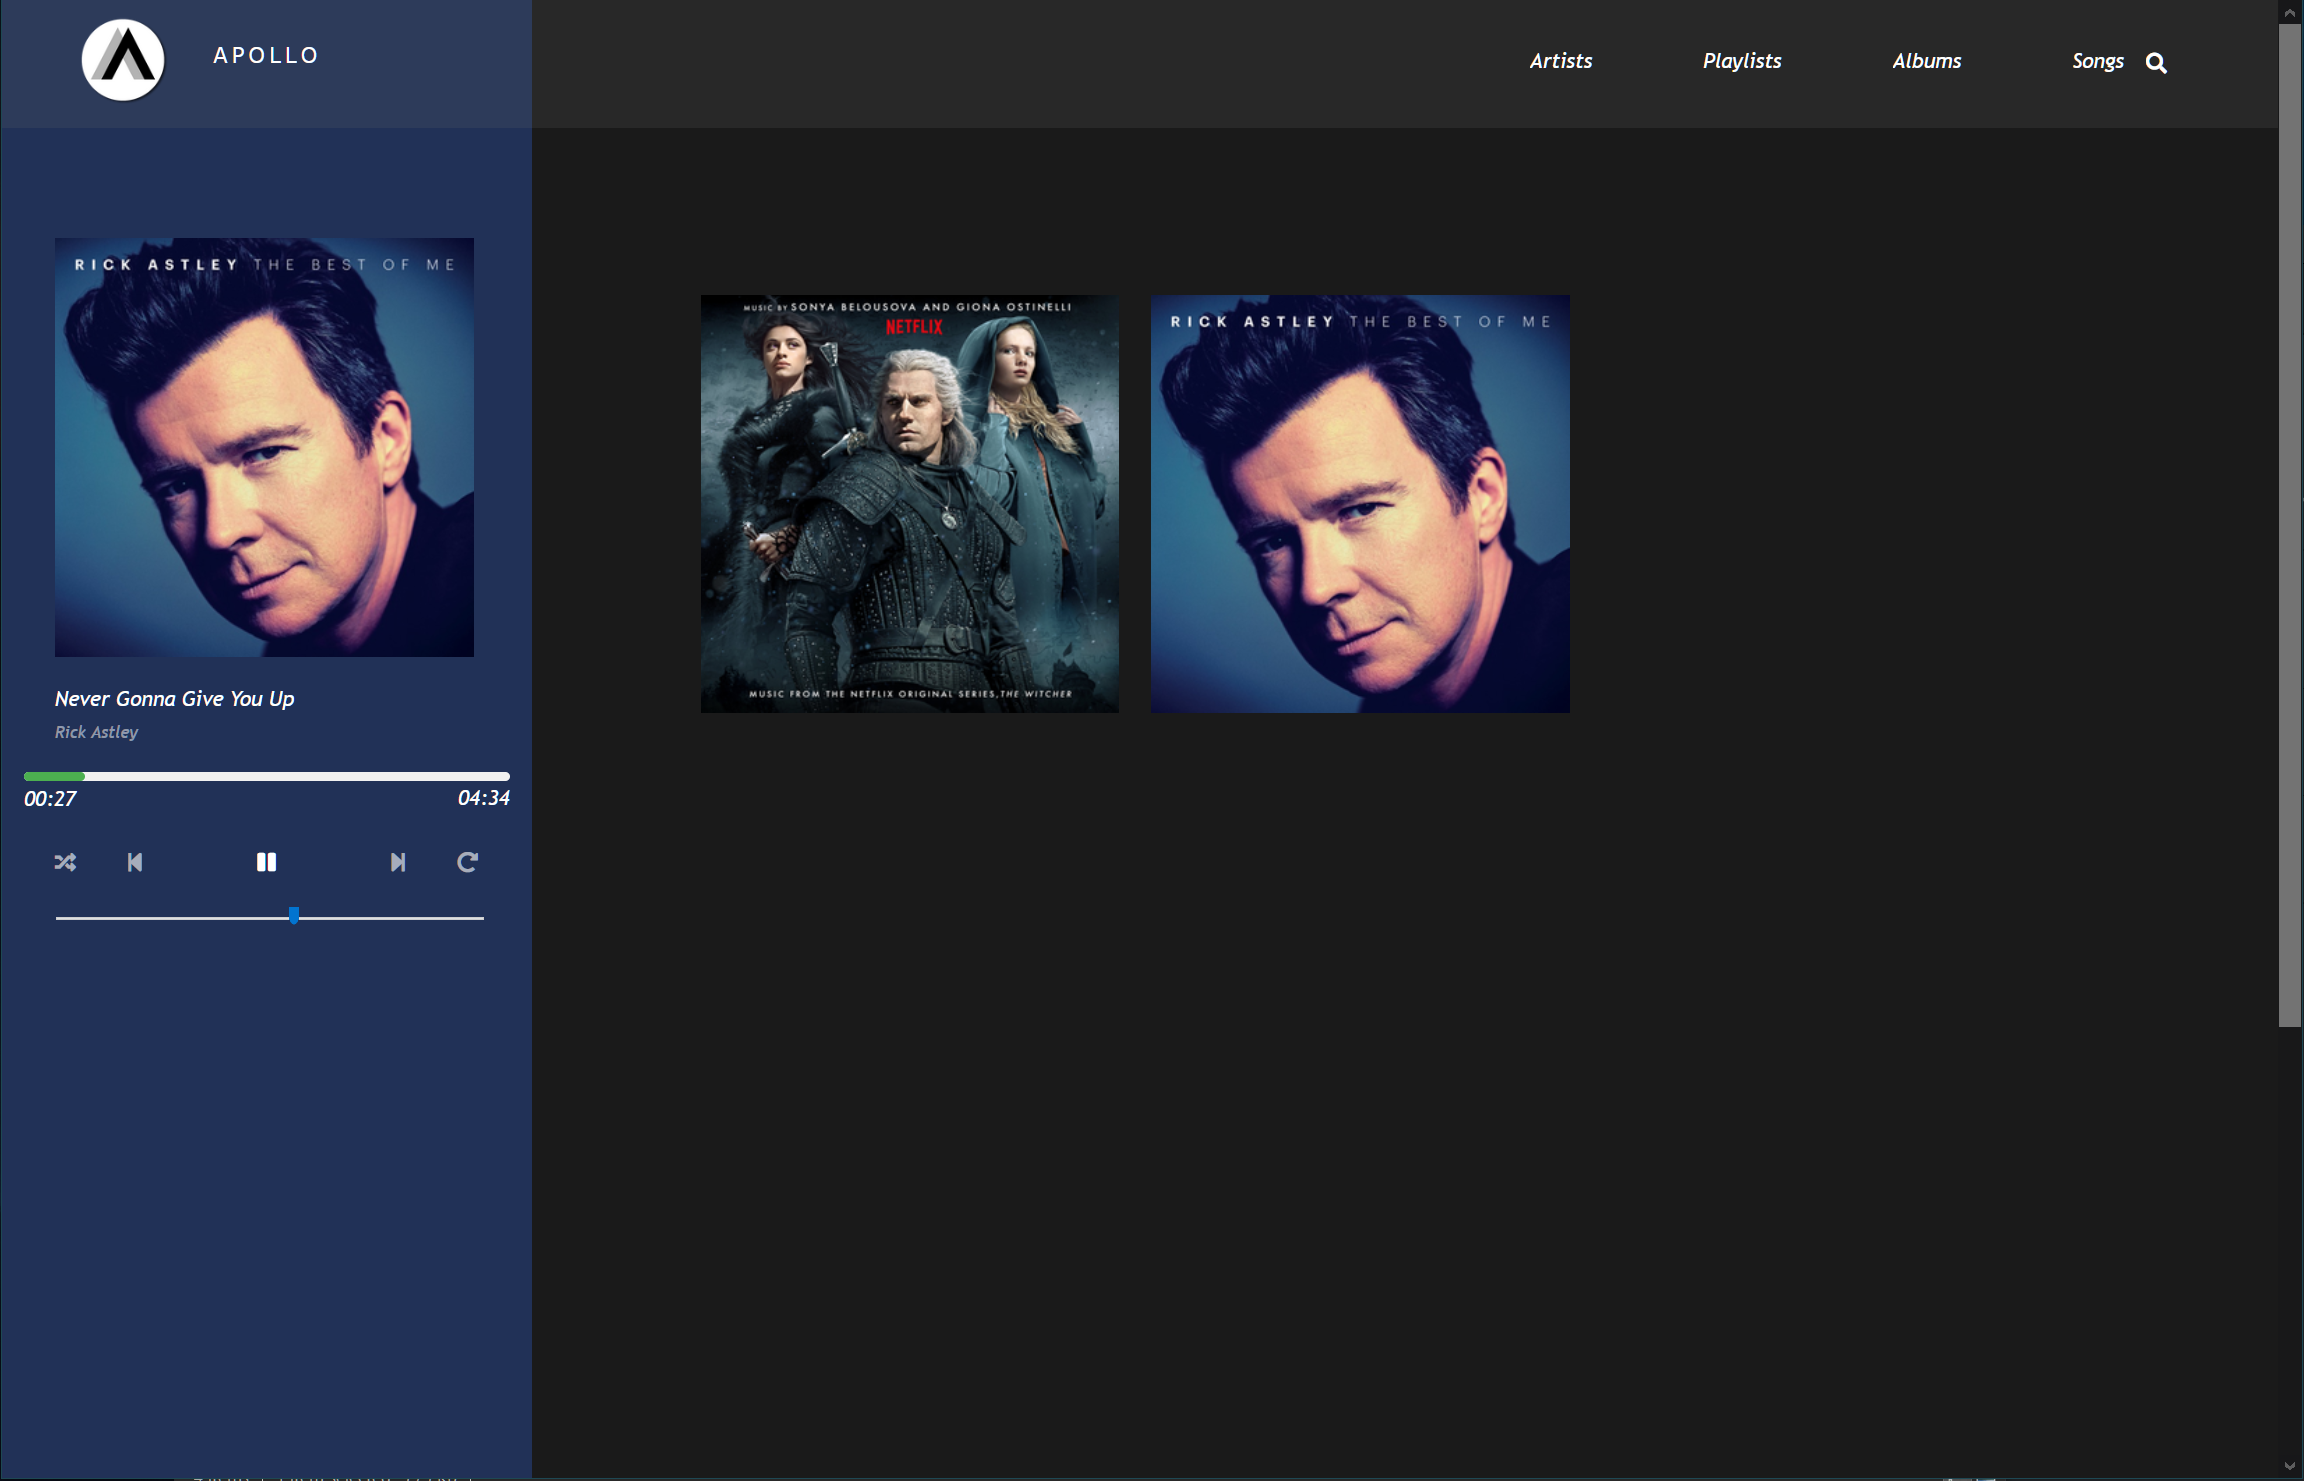 APOLLO
Artists
Playlists
Albums
Songs
RICK ASTLEY THE BEST OF ME
Never Gonna Give You Up
Rick Astley
00:27
04:34
MUSIC BY SONYA BELOUSOVA AND GIONA OSTINELLI
NETFLIX
MUSIC FROM THE NETFLIX ORIGINAL SERIES, THE WITCHER
RICK ASTLEY THE BEST OF ME